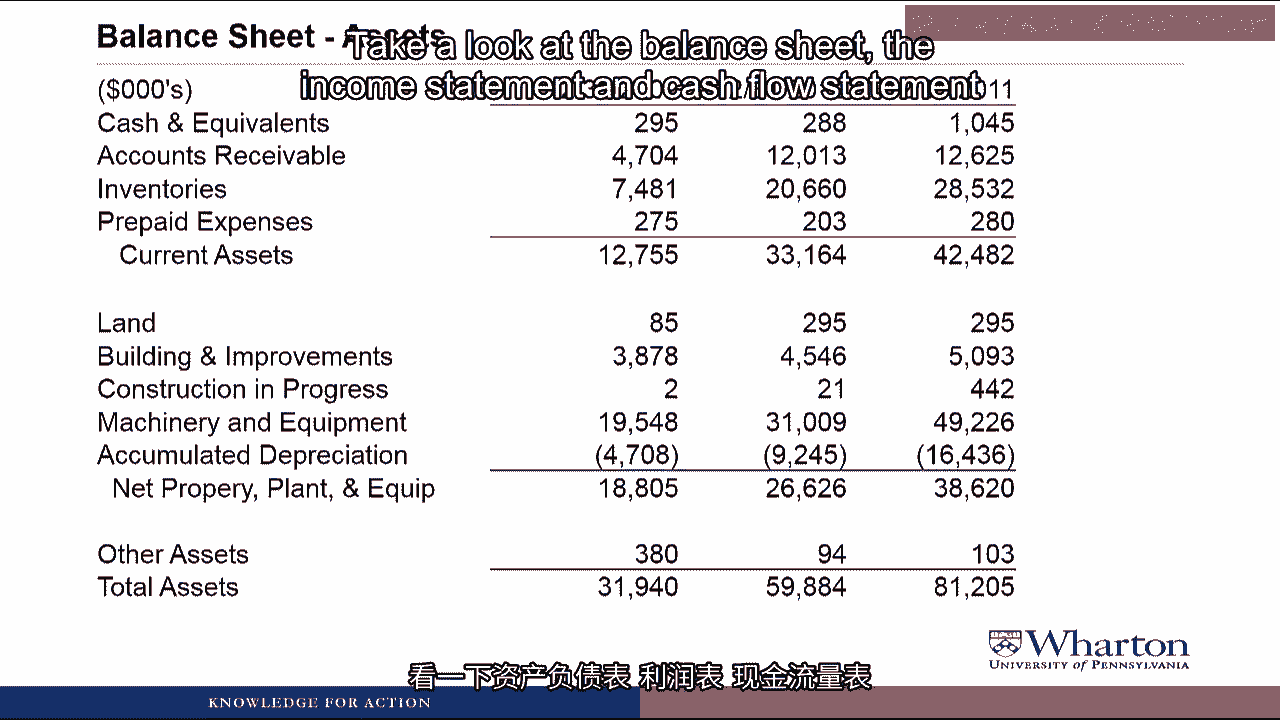 Balance Sheet - Assets
Take a look at the balance sheet, the
income statement and cash flow statement
($000's) 011
Cash & Equivalents 295 288 1,045
Accounts Receivable 4,704 12,013 12,625
Inventories 7,481 20,660 28,532
Prepaid Expenses 275 203 280
Current Assets 12,755 33,164 42,482
Land 85 295 295
Building & Improvements 3,878 4,546 5,093
Construction in Progress 2 21 442
Machinery and Equipment 19,548 31,009 49,226
Accumulated Depreciation (4,708) (9,245) (16,436)
Net Propery, Plant, & Equip 18,805 26,626 38,620
Other Assets 380 94 103
Total Assets 31,940 59,884 81,205
Wharton
UNIVERSITY of PENNSYLVANIA
看一下资产负债表 利润表 现金流量表
KNOWLEDGE FOR ACTION